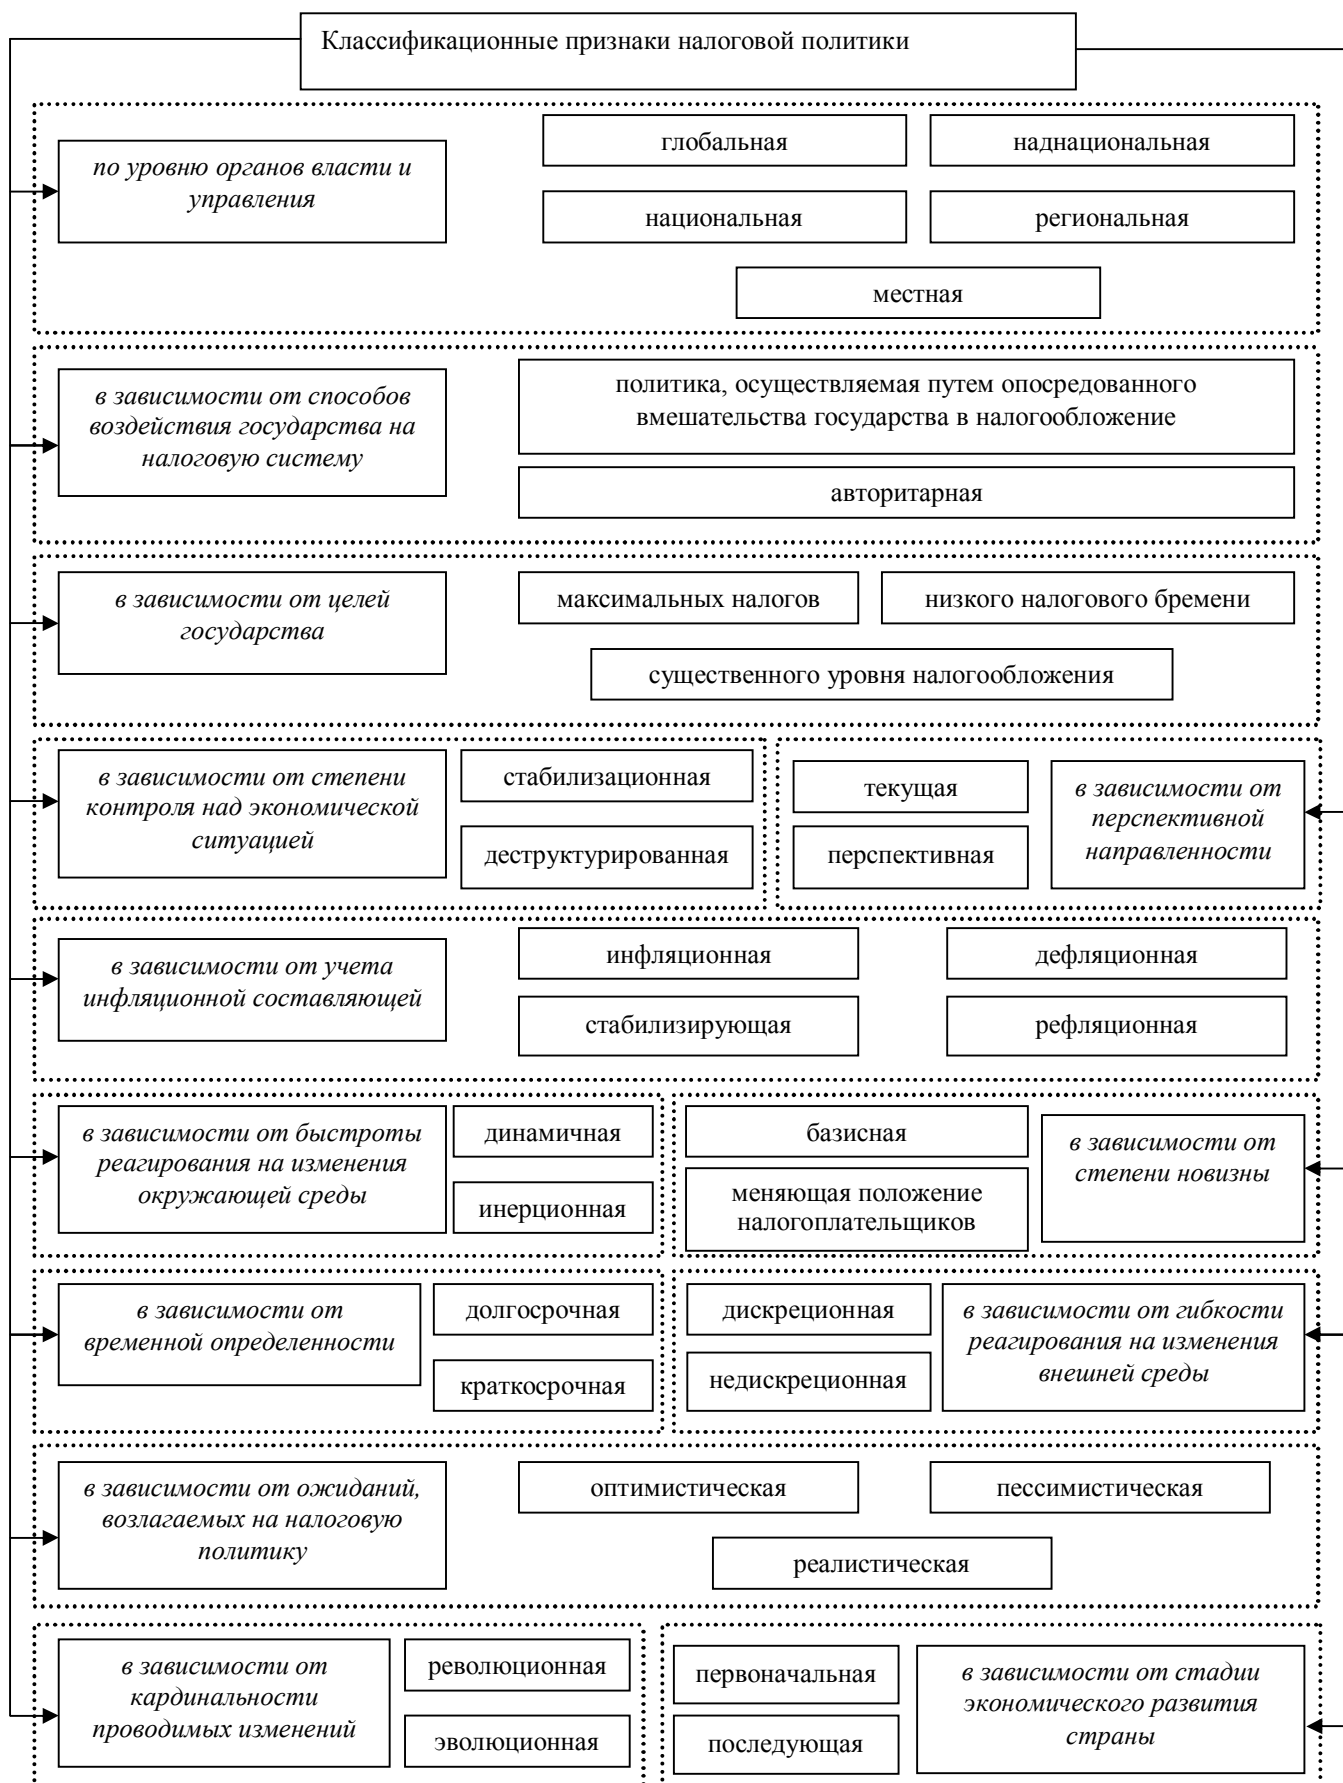 Классификационные признаки налоговой политики
по уровню органов власти и
управления
глобальная
наднациональная
национальная
региональная
местная
в зависимости от способов
воздействия государства на
налоговую систему
политика, осуществляемая путем опосредованного
вмешательства государства в налогообложение
авторитарная
в зависимости от целей
государства
максимальных налогов
низкого налогового бремени
существенного уровня налогообложения
в зависимости от степени
контроля над экономической
ситуацией
стабилизационная
деструктурированная
текущая
перспективная
в зависимости от
перспективной
направленности
в зависимости от учета
инфляционной составляющей
инфляционная
дефляционная
стабилизирующая
рефляционная
в зависимости от быстроты
реагирования на изменения
окружающей среды
динамичная
инерционная
базисная
меняющая положение
налогоплательщиков
в зависимости от
степени новизны
в зависимости от
временной определенности
долгосрочная
краткосрочная
дискреционная
недискреционная
в зависимости от гибкости
реагирования на изменения
внешней среды
в зависимости от ожиданий,
возлагаемых на налоговую
политику
оптимистическая
пессимистическая
реалистическая
в зависимости от
кардинальности
проводимых изменений
революционная
эволюционная
первоначальная
последующая
в зависимости от стадии
экономического развития
страны